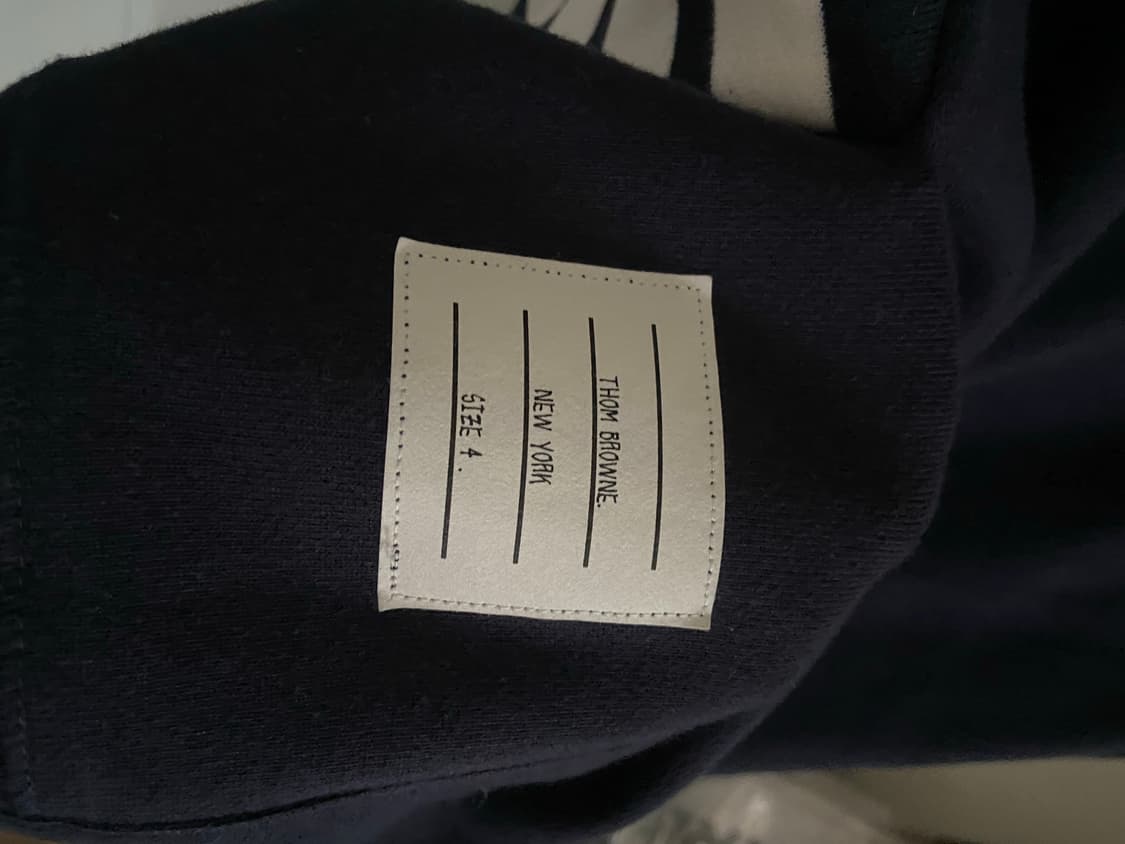 THOM BROWNE.
NEW YORK
SIZE 4.